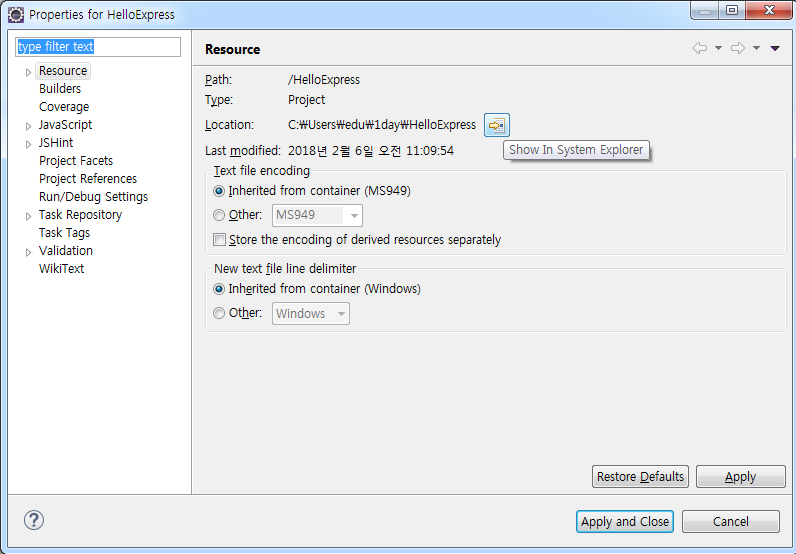 Properties for HelloExpress
type filter text
Resource
Builders
Coverage
JavaScript
JSHint
Project Facets
Project References
Run/Debug Settings
Task Repository
Task Tags
Validation
WikiText
Resource
Path: /HelloExpress
Type: Project
Location: C:₩Users₩edu₩1day₩HelloExpress
Show In System Explorer
Last modified: 2018년 2월 6일 오전 11:09:54
Text file encoding
Inherited from container (MS949)
Other: MS949
Store the encoding of derived resources separately
New text file line delimiter
Inherited from container (Windows)
Other: Windows
Restore Defaults Apply
? Apply and Close Cancel